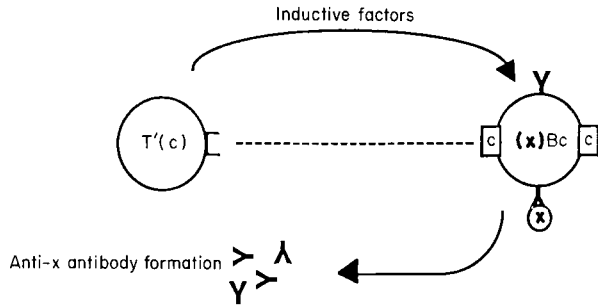 Inductive factors
T'(c)
c (x)Bc c
x
Anti-x antibody formation